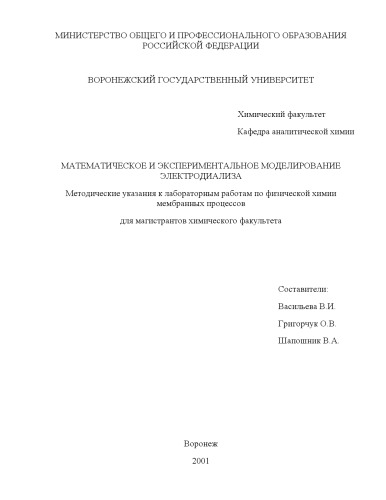 МИНИСТЕРСТВО ОБЩЕГО И ПРОФЕССИОНАЛЬНОГО ОБРАЗОВАНИЯ
РОССИЙСКОЙ ФЕДЕРАЦИИ
ВОРОНЕЖСКИЙ ГОСУДАРСТВЕННЫЙ УНИВЕРСИТЕТ
Химический факультет
Кафедра аналитической химии
МАТЕМАТИЧЕСКОЕ И ЭКСПЕРИМЕНТАЛЬНОЕ МОДЕЛИРОВАНИЕ
ЭЛЕКТРОДИАЛИЗА
Методические указания к лабораторным работам по физической химии
мембранных процессов
для магистрантов химического факультета
Составители:
Васильева В.И.
Григорчук О.В.
Шапошник В.А.
Воронеж
2001